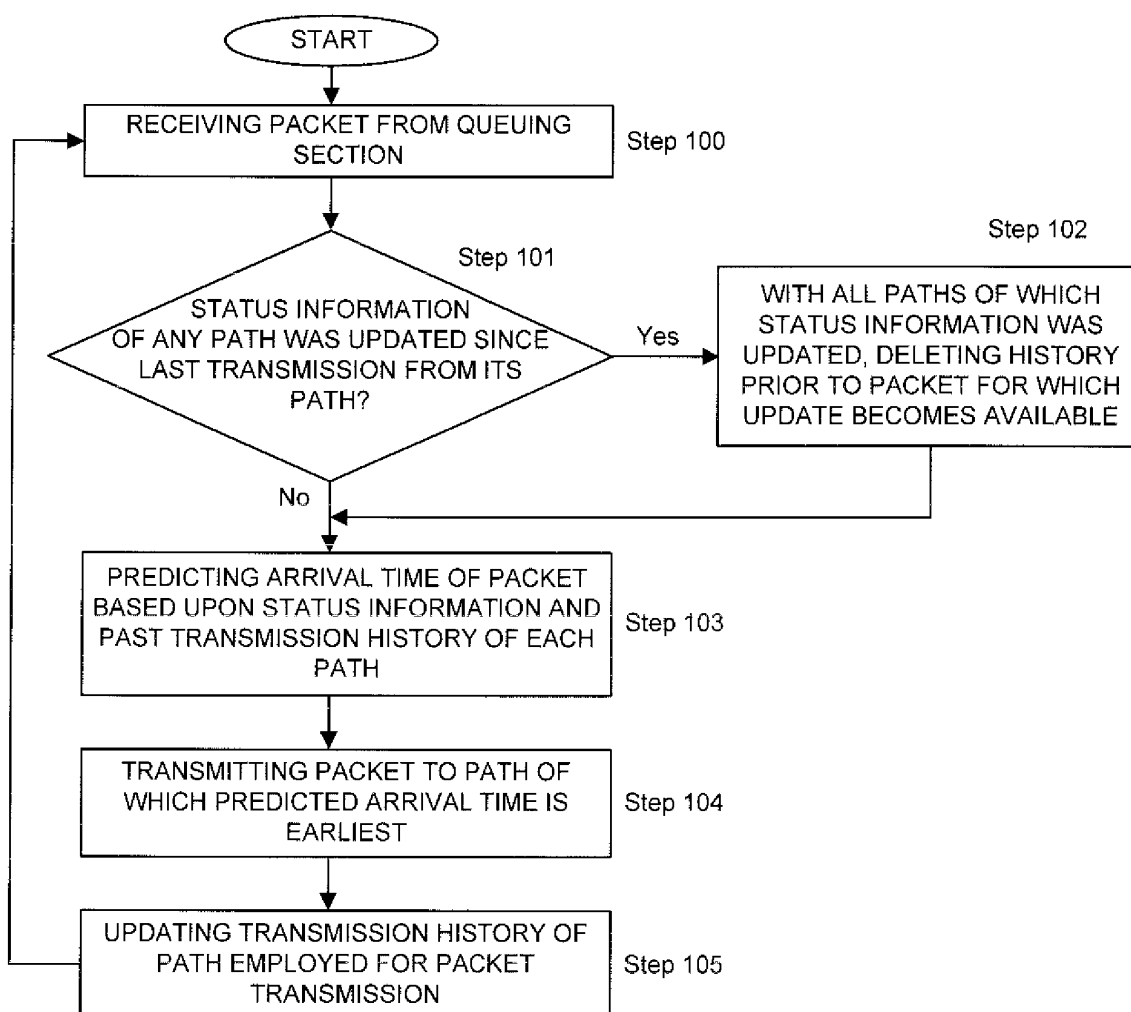 START
RECEIVING PACKET FROM QUEUING
SECTION
Step 100
Step 101
STATUS INFORMATION
OF ANY PATH WAS UPDATED SINCE
LAST TRANSMISSION FROM ITS
PATH?
Yes
Step 102
WITH ALL PATHS OF WHICH
STATUS INFORMATION WAS
UPDATED, DELETING HISTORY
PRIOR TO PACKET FOR WHICH
UPDATE BECOMES AVAILABLE
No
PREDICTING ARRIVAL TIME OF PACKET
BASED UPON STATUS INFORMATION AND
PAST TRANSMISSION HISTORY OF EACH
PATH
Step 103
TRANSMITTING PACKET TO PATH OF
WHICH PREDICTED ARRIVAL TIME IS
EARLIEST
Step 104
UPDATING TRANSMISSION HISTORY OF
PATH EMPLOYED FOR PACKET
TRANSMISSION
Step 105